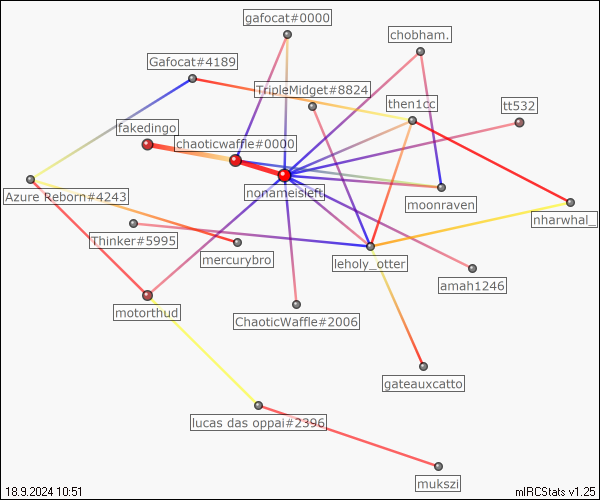 gafocat#0000
chobham.
Gafocat#4189
TripleMidget#8824
then1cc
tt532
fakedingo
chaoticwaffle#0000
nonameisleft
Azure Reborn#4243
moonraven
nharwhal_
Thinker#5995
mercurybro
leholy_otter
amah1246
motorthud
ChaoticWaffle#2006
gateauxcatto
lucas das oppai#2396
mukszi
18.9.2024 10:51
mIRCStats v1.25